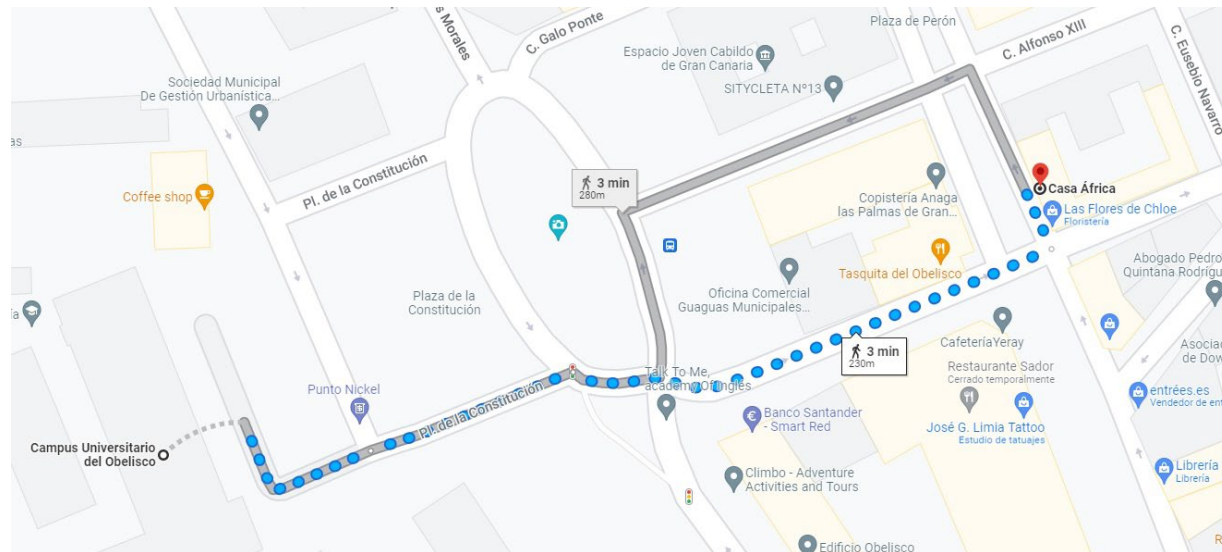 s Morales
C. Galo Ponte
Plaza de Perón
C. Alfonso XIII
C. Eusebio Navarro
Espacio Joven Cabildo
de Gran Canaria
SITYCLETA Nº13
Sociedad Municipal
De Gestión Urbanística...
as
Pl. de la Constitución
Coffee shop
3 min
280m
Copistería Anaga
las Palmas de Gran...
Casa África
Las Flores de Chloe
Floristería
Tasquita del Obelisco
Abogado Pedro
Quintana Rodrígu
Oficina Comercial
Guaguas Municipales...
Plaza de la
Constitución
ía
3 min
230m
CafeteríaYeray
Asociac
de Dow
Restaurante Sador
Cerrado temporalmente
Talk To Me,
academy Of Inglés
Punto Nickel
Pl. de la Constitución
entrées.es
Vendedor de ent
Banco Santander
- Smart Red
José G. Limia Tattoo
Estudio de tatuajes
Campus Universitario
del Obelisco
Climbo - Adventure
Activities and Tours
Librería
Librería
Edificio Obelisco
R